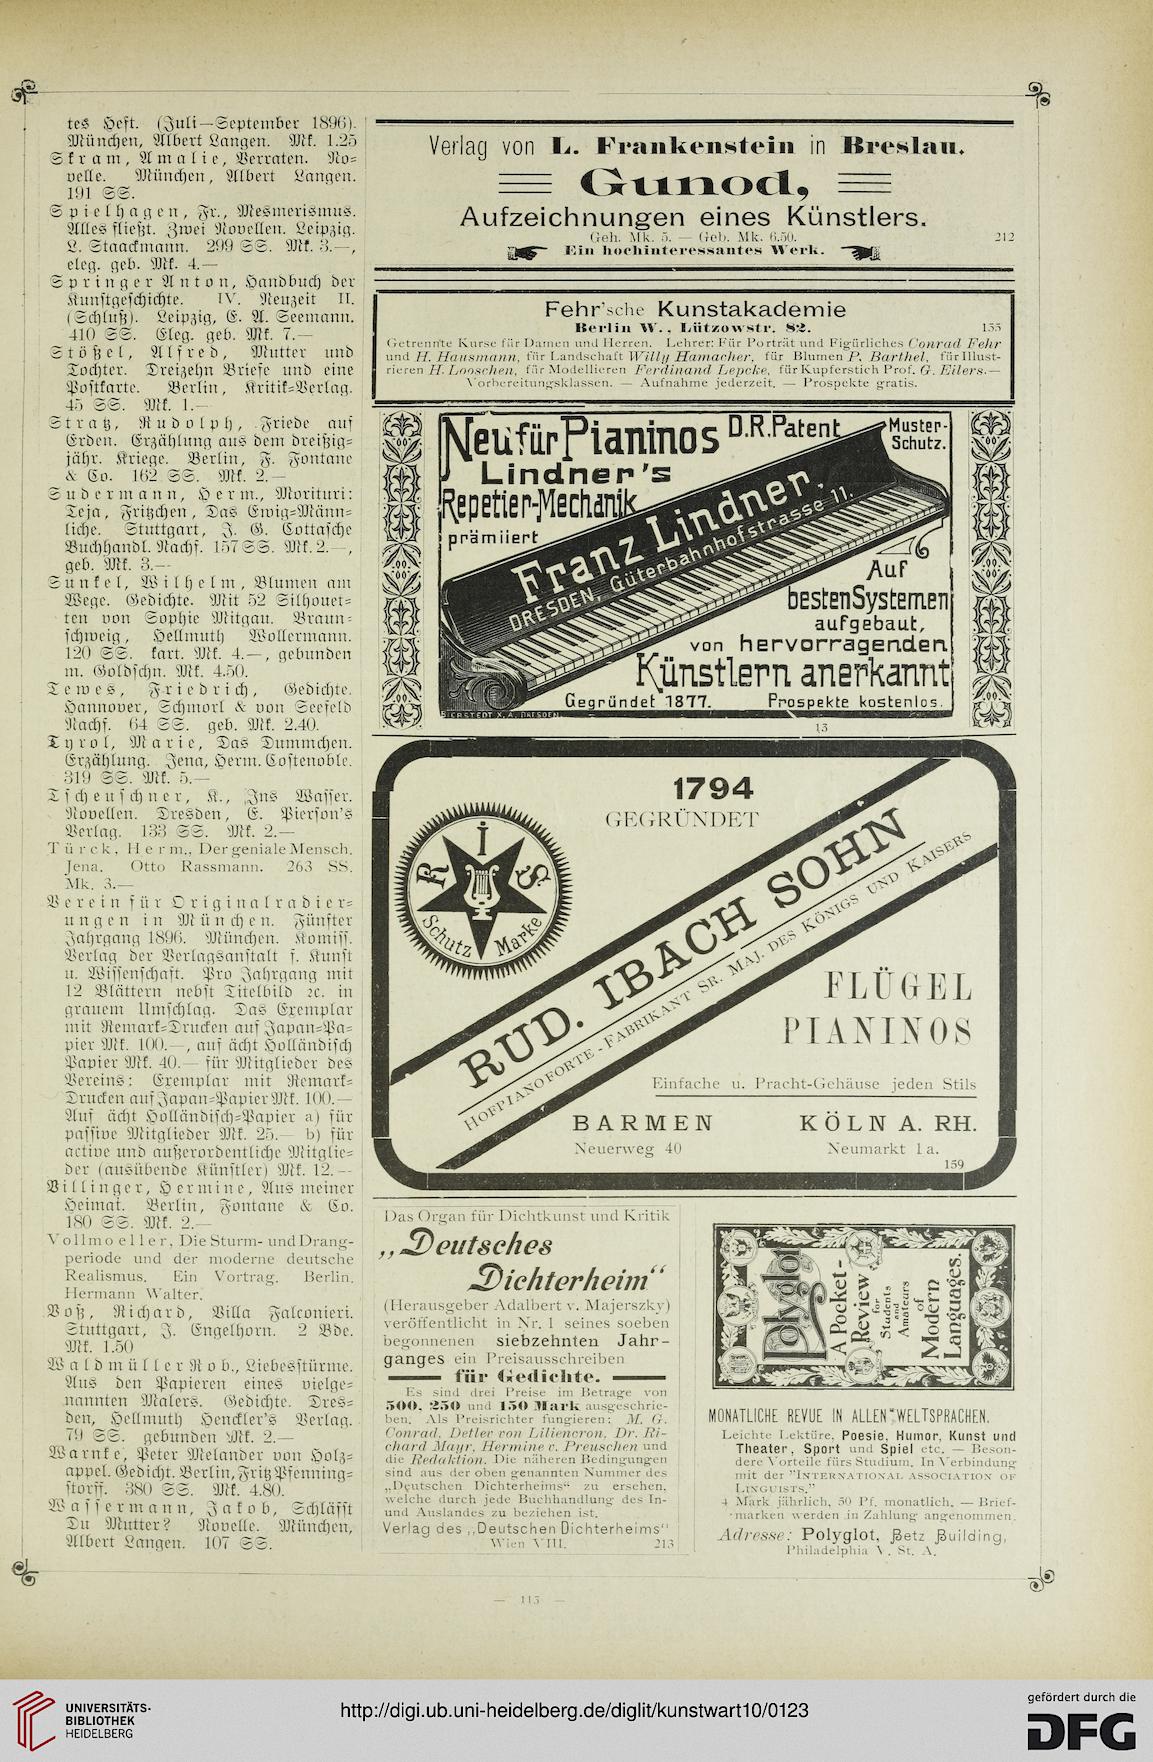 tes Heft. (Juli—September 1896).
München, Albert Langen. Mk. 1.25
Skram, Amalie, Verraten. No=
velle. München, Albert Langen.
191 SS.
Spielhagen, Fr., Mesmerismus.
Alles fließt. Zwei Novellen. Leipzig.
L. Staackmann. 299 SS. Mk. 3.—,
eleg. geb. Mk. 4.—
Springer Anton, Handbuch der
Kunstgeschichte. IV. Neuzeit II.
(Schluß). Leipzig, E. A. Seemann.
410 SS. Eleg. geb. Mk. 7.—
Stößel, Alfred, Mutter und
Tochter. Dreizehn Briefe und eine
Postkarte. Berlin, Kritik=Verlag.
45 SS. Mk. 1.—
Stratz, Rudolph, Friede auf
Erden. Erzählung aus dem dreißig=
jähr. Kriege. Berlin, F. Fontane
& Co. 162 SS. Mk. 2.—
Sudermann, Herm., Morituri:
Teja, Fritzchen, Das Ewig=Männ=
liche. Stuttgart, J. G. Cottasche
Buchhandl. Nachf. 157 SS. Mk. 2.—,
geb. Mk. 3.—
Sunkel, Wilhelm, Blumen am
Wege. Gedichte. Mit 52 Silhouet=
ten von Sophie Mitgau. Braun=
schweig, Hellmuth Wollermann.
120 SS. kart. Mk. 4.—, gebunden
m. Goldschn. Mk. 4.50.
Tewes, Friedrich, Gedichte.
Hannover, Schmorl & von Seefeld
Nachf. 64 SS. geb. Mk. 2.40.
Tyrol, Marie, Das Dummchen.
Erzählung. Jena, Herm. Costenoble.
319 SS. Mk. 5.—
Tscheuschner, K., Ins Wasser.
Novellen. Dresden, E. Pierson's
Verlag. 133 SS. Mk. 2.—
Türck, Herm., Der geniale Mensch.
Jena. Otto Rassmann. 263 SS.
Mk. 3.—
Verein für Originalradier=
ungen in München. Fünfter
Jahrgang 1896. München. Komiss.
Verlag der Verlagsanstalt f. Kunst
u. Wissenschaft. Pro Jahrgang mit
12 Blättern nebst Titelbild ꝛc. in
grauem Umschlag. Das Exemplar
mit Remark=Drucken auf Japan=Pa=
pier Mk. 100.—, auf ächt Holländisch
Papier Mk. 40.— für Mitglieder des
Vereins: Exemplar mit Remark=
Drucken auf Japan=Papier Mk. 100.—
Auf ächt Holländisch=Papier a) für
passive Mitglieder Mk. 25.— b) für
active und außerordentliche Mitglie=
der (ausübende Künstler) Mk. 12.—
Villinger, Hermine, Aus meiner
Heimat. Berlin, Fontane & Co.
180 SS. Mk. 2.—
Vollmoeller, Die Sturm- und Drang-
periode und der moderne deutsche
Realismus. Ein Vortrag. Berlin.
Hermann Walter.
Voß, Richard, Villa Falconieri.
Stuttgart, J. Engelhorn. 2 Bde.
Mk. 1.50
Waldmüller Rob., Liebesstürme.
Aus den Papieren eines vielge=
nannten Malers. Gedichte. Dres=
den, Hellmuth Henckler's Verlag.
79 SS. gebunden Mk. 2.—
Warnke, Peter Melander von Holz=
appel. Gedicht. Berlin, Fritz Pfenning=
storff. 380 SS. Mk. 4.80.
Wassermann, Jakob, Schläfst
Du Mutter? Novelle. München,
Albert Langen. 107 SS.
Verlag von L. Frankenstein in Breslau.
Gunod,
Aufzeichnungen eines Künstlers.
Geh. Mk. 5. — Geb. Mk. 6.50.
212
Ein hochinteressantes Werk.
Fehr'sche Kunstakademie
Berlin W., Lützowstr. 82.
155
Getrennte Kurse für Damen und Herren. Lehrer: Für Porträt und Figürliches Conrad Fehr
und H. Hausmann, für Landschaft Willy Hamacher, für Blumen P. Barthel, für Illust-
rieren H. Looschen, für Modellieren Ferdinand Lepcke, für Kupferstich Prof. G. Eilers.—
Vorbereitungsklassen. — Aufnahme jederzeit. — Prospekte gratis.
Neu für Pianinos D.R.Patent
Muster-
Schutz.
Lindner's
Repetier-Mechanik
prämiiert
Franz Lindner,
DRESDEN, Güterbahnhofstrasse 11.
Auf
besten Systemen
aufgebaut,
von hervorragenden
Künstlern anerkannt
Gegründet 1877. Prospekte kostenlos.
BIERSTEDT X.A. DRESDEN
13
1794
GEGRÜNDET
RIS
Schutz Marke
RUD. IBACH SOHN
HOFPIANOFORTE-FABRIKANT SR. MAJ. DES KÖNIGS UND KAISERS
FLÜGEL
PIANINOS
Einfache u. Pracht-Gehäuse jeden Stils
BARMEN KÖLN A. RH.
Neuerweg 40 Neumarkt 1a.
159
Das Organ für Dichtkunst und Kritik
„Deutsches
Dichterheim“
(Herausgeber Adalbert v. Majerszky)
veröffentlicht in Nr. 1 seines soeben
begonnenen siebzehnten Jahr-
ganges ein Preisausschreiben
für Gedichte.
Es sind drei Preise im Betrage von
500, 250 und 150 Mark ausgeschrie-
ben. Als Preisrichter fungieren: M. G.
Conrad, Detlev von Liliencron, Dr. Ri-
chard Mayr, Hermine v. Preuschen und
die Redaktion. Die näheren Bedingungen
sind aus der oben genannten Nummer des
„Deutschen Dichterheims“ zu ersehen,
welche durch jede Buchhandlung des In-
und Auslandes zu beziehen ist.
Verlag des „Deutschen Dichterheims“
Wien VIII. 213
Polyglot
A Pocket-
Review
for
Students
and
Amateurs
of
Modern
Languages.
MONATLICHE REVUE IN ALLEN WELTSPRACHEN.
Leichte Lektüre, Poesie, Humor, Kunst und
Theater, Sport und Spiel etc. — Beson-
dere Vorteile fürs Studium. In Verbindung
mit der "INTERNATIONAL ASSOCIATION OF
LINGUISTS."
4 Mark jährlich, 50 Pf. monatlich. — Brief-
marken werden in Zahlung angenommen.
Adresse: Polyglot, Betz Building,
Philadelphia V. St. A.
— 115 —
UNIVERSITÄTS-
BIBLIOTHEK
HEIDELBERG
http://digi.ub.uni-heidelberg.de/diglit/kunstwart10/0123
gefördert durch die
DFG